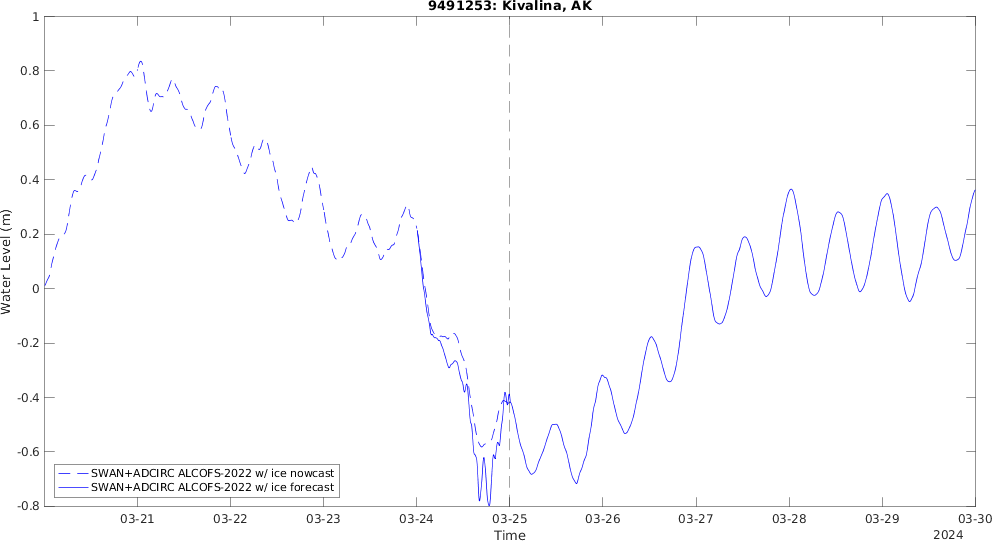 9491253: Kivalina, AK
Water Level (m)
1
0.8
0.6
0.4
0.2
0
-0.2
-0.4
-0.6
-0.8
SWAN+ADCIRC ALCOFS-2022 w/ ice nowcast
SWAN+ADCIRC ALCOFS-2022 w/ ice forecast
03-21 03-22 03-23 03-24 03-25 03-26 03-27 03-28 03-29 03-30
Time
2024